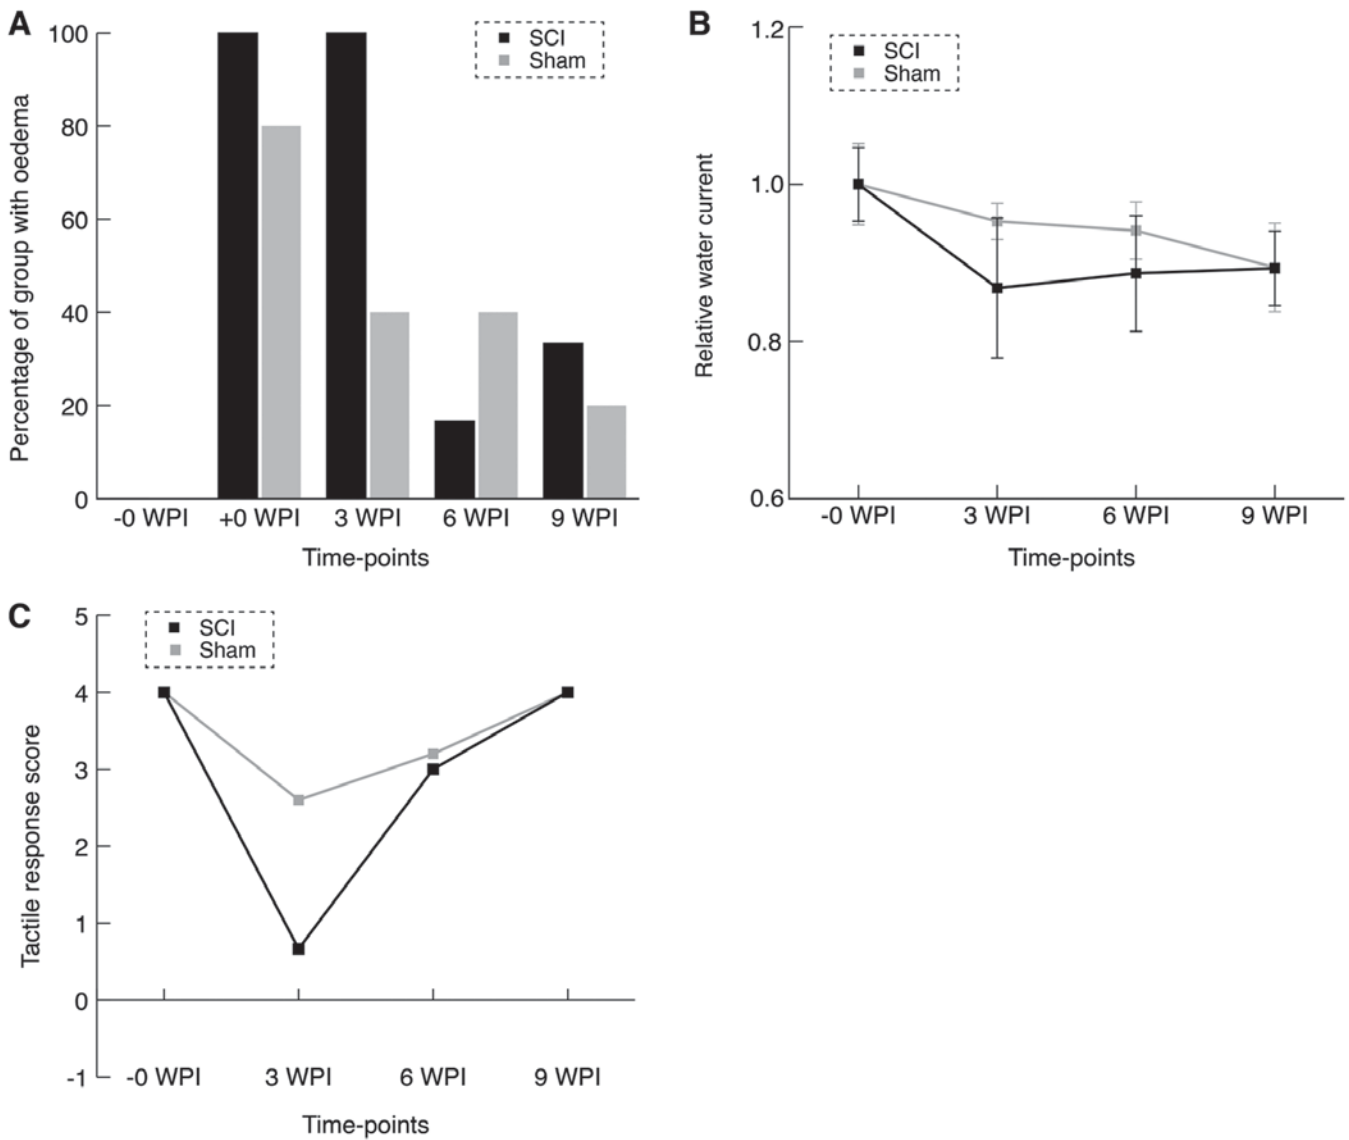 A
SCI
Sham
Percentage of group with oedema
100
80
60
40
20
0
-0 WPI +0 WPI 3 WPI 6 WPI 9 WPI
Time-points
B
SCI
Sham
Relative water current
1.2
1.0
0.8
0.6
-0 WPI 3 WPI 6 WPI 9 WPI
Time-points
C
SCI
Sham
Tactile response score
5
4
3
2
1
0
-1
-0 WPI 3 WPI 6 WPI 9 WPI
Time-points